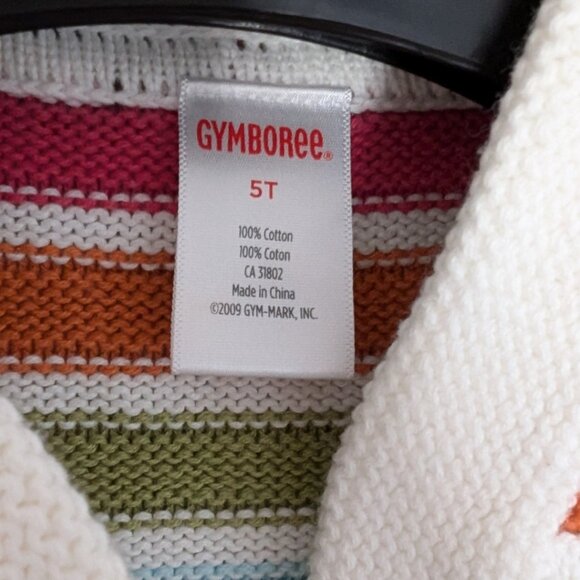 GYMBOREE®
5T
100% Cotton
100% Coton
CA 31802
Made in China
©2009 GYM-MARK, INC.